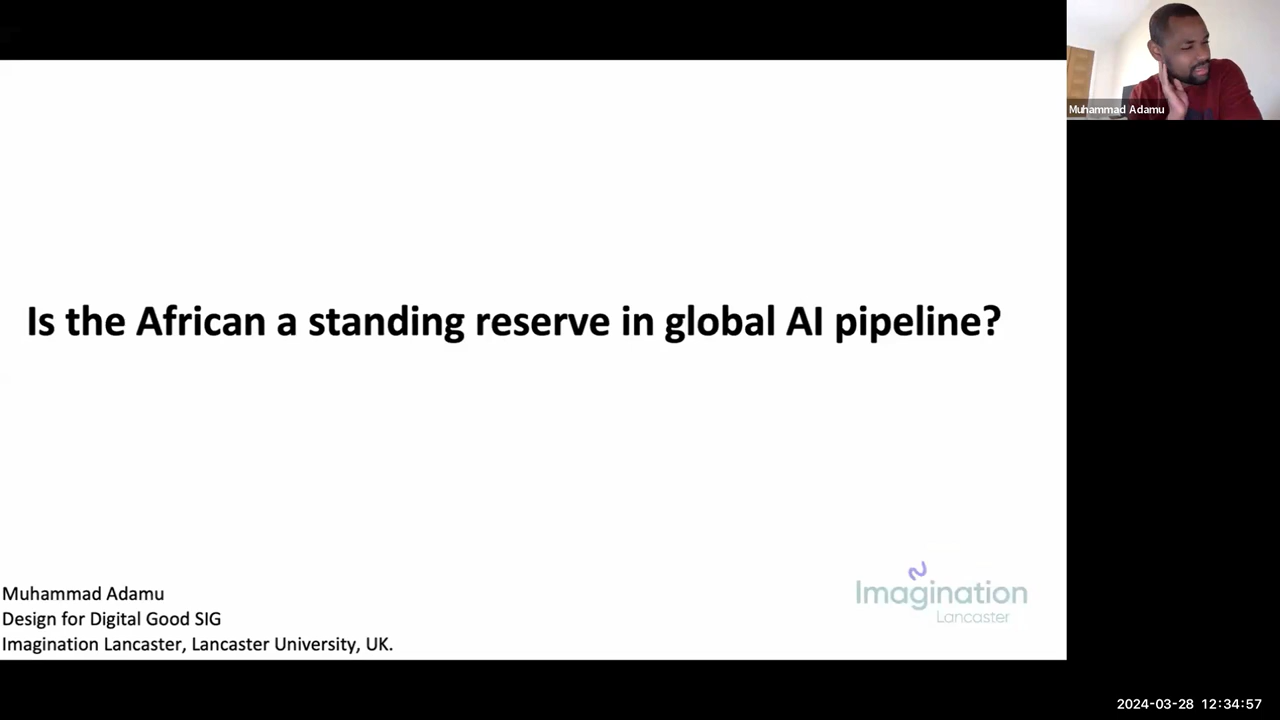 Muhammad Adamu
Is the African a standing reserve in global AI pipeline?
Muhammad Adamu
Design for Digital Good SIG
Imagination Lancaster, Lancaster University, UK.
Imagination
Lancaster
2024-03-28 12:34:57